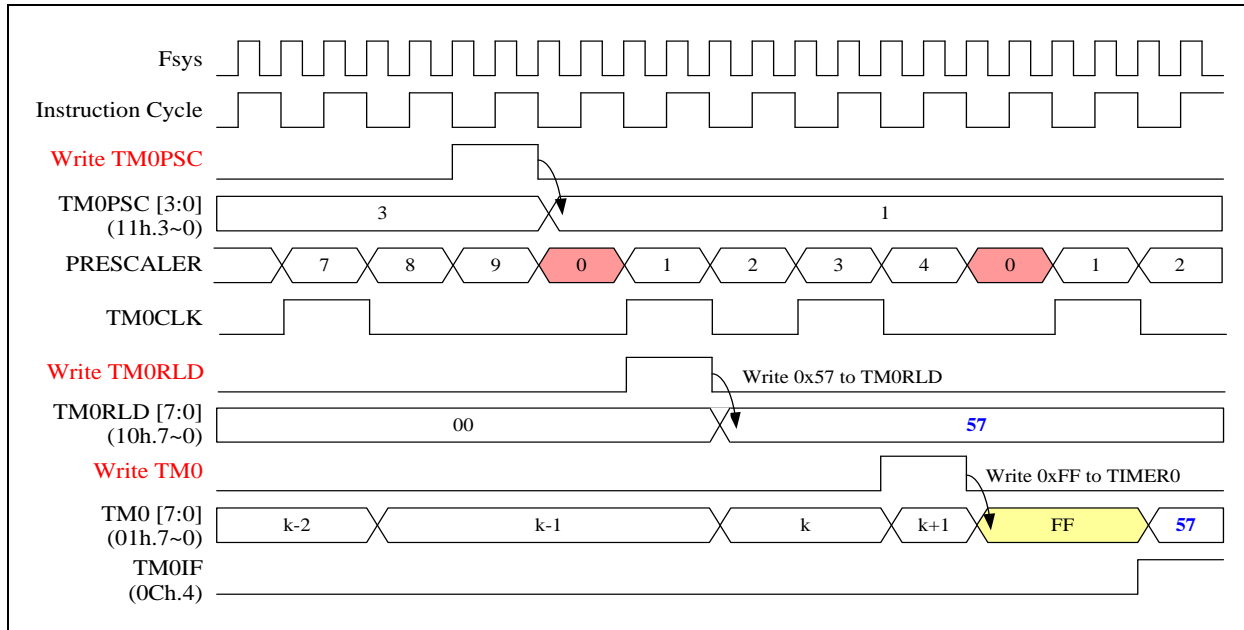 Fsys
Instruction Cycle
Write TM0PSC
TM0PSC [3:0]
(11h.3~0)
3
1
PRESCALER
7
8
9
0
1
2
3
4
0
1
2
TM0CLK
Write TM0RLD
Write 0x57 to TM0RLD
TM0RLD [7:0]
(10h.7~0)
00
57
Write TM0
Write 0xFF to TIMER0
TM0 [7:0]
(01h.7~0)
k-2
k-1
k
k+1
FF
57
TM0IF
(0Ch.4)